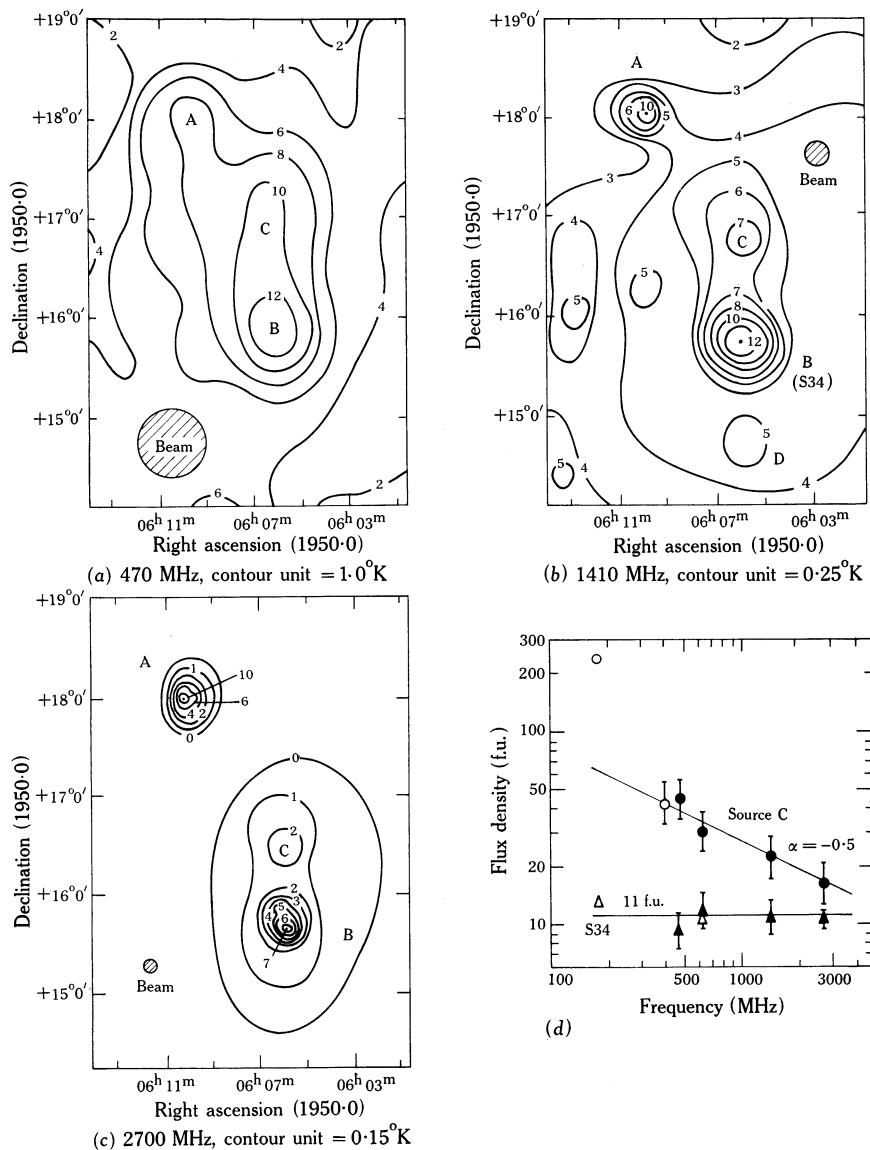 +19°0′
+18°0′
+17°0′
+16°0′
+15°0′
Declination (1950·0)
2
2
4
6
8
10
12
4
4
6
2
A
C
B
Beam
06ʰ 11ᵐ 06ʰ 07ᵐ 06ʰ 03ᵐ
Right ascension (1950·0)
(a) 470 MHz, contour unit = 1·0°K
+19°0′
+18°0′
+17°0′
+16°0′
+15°0′
Declination (1950·0)
A
2
3
6 10 5
4
Beam
3
5
6
4
7
C
5
5
7
8
10
12
B
(S34)
5
D
5 4
4
06ʰ 11ᵐ 06ʰ 07ᵐ 06ʰ 03ᵐ
Right ascension (1950·0)
(b) 1410 MHz, contour unit = 0·25°K
+19°0′
+18°0′
+17°0′
+16°0′
+15°0′
Declination (1950·0)
A
1
10
6
4 2
0
0
1
2
C
2
3
5
4 6
7
B
Beam
06ʰ 11ᵐ 06ʰ 07ᵐ 06ʰ 03ᵐ
Right ascension (1950·0)
(c) 2700 MHz, contour unit = 0·15°K
300
200
100
50
20
10
Flux density (f.u.)
Source C
α = −0·5
11 f.u.
S34
100 500 1000 3000
Frequency (MHz)
(d)